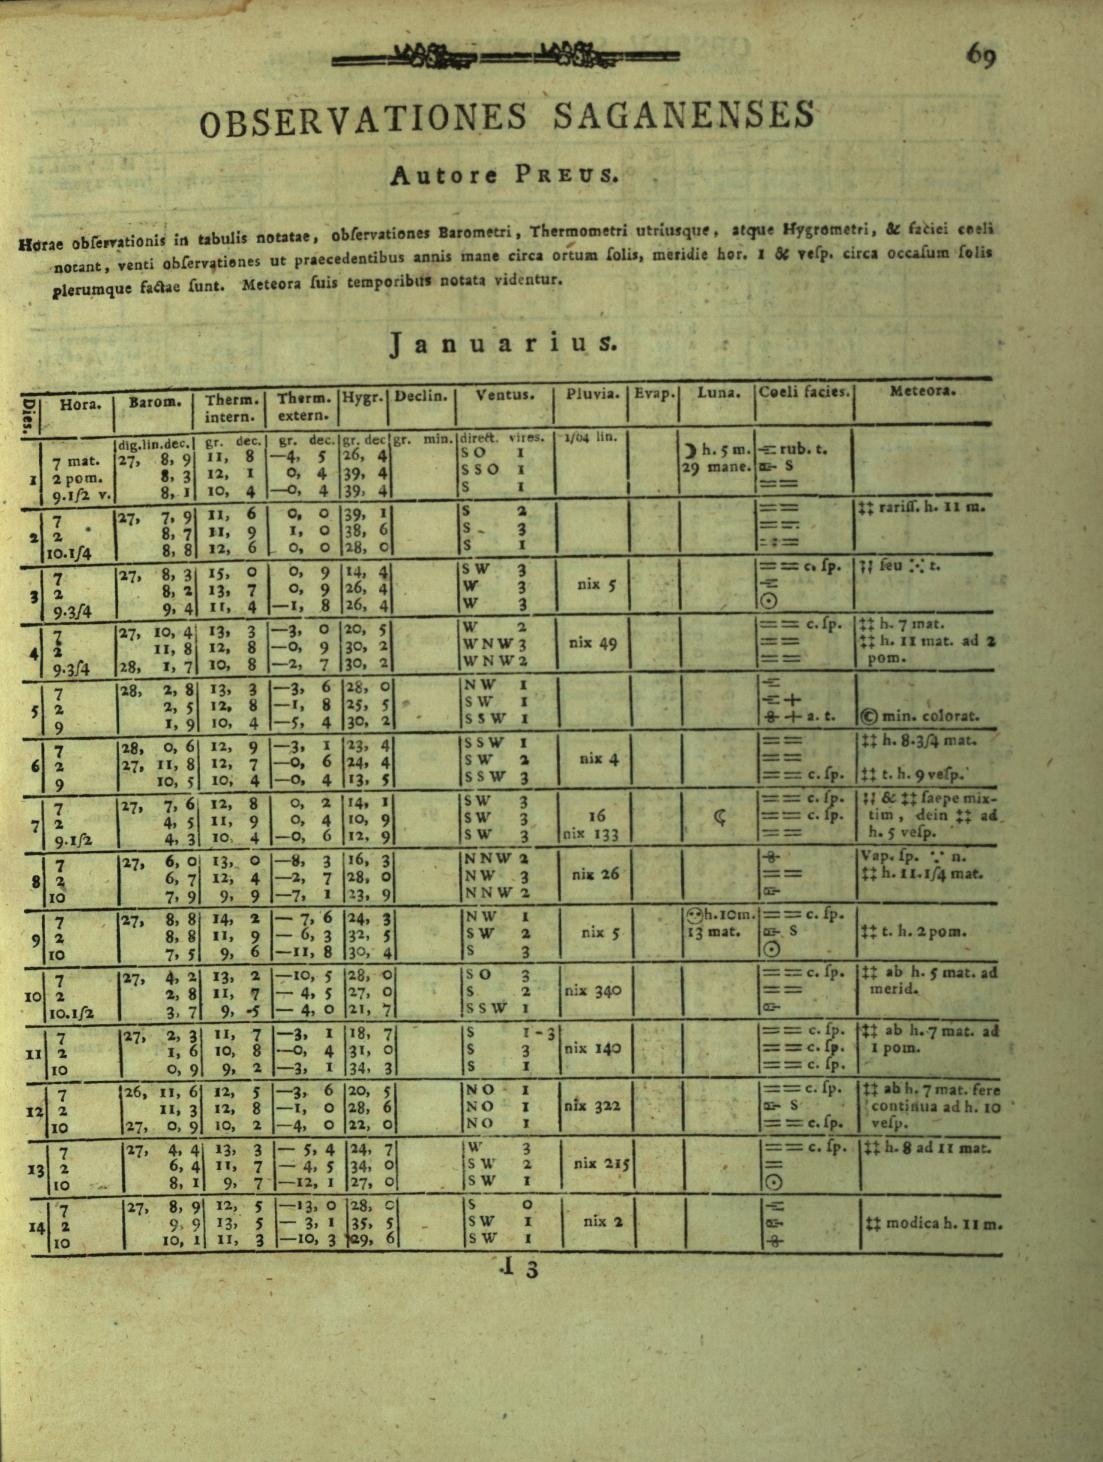 69
OBSERVATIONES SAGANENSES
Autore PREUS.
Horae obſervationis in tabulis notatae, obſervationes Barometri, Thermometri utriusque, atque Hygrometri, & faciei coeli
notant, venti obſervationes ut praecedentibus annis mane circa ortum ſolis, meridie hor. 1 & veſp. circa occaſum ſolis
plerumque factae ſunt. Meteora ſuis temporibus notata videntur.
Januarius.
Dies. Hora. Barom. Therm. intern. Therm. extern. Hygr. Declin. Ventus. Pluvia. Evap. Luna. Coeli facies. Meteora.
dig.lin.dec. gr. dec. gr. dec. gr. dec gr. min. direct. vires. 1/64 lin.
7 mat. 27, 8, 9 11, 8 —4, 5 26, 4 S O 1 ☽ h. 5 m. rub. t.
1 2 pom. 8, 3 12, 1 0, 4 39, 4 S S O 1 29 mane. S
9.1/2 v. 8, 1 10, 4 —0, 4 39, 4 S 1 ==
7 27, 7, 9 11, 6 0, 0 39, 1 S 2 == ‡‡ rariſſ. h. 11 m.
2 2 8, 7 11, 9 1, 0 38, 6 S 3
10.1/4 8, 8 12, 6 0, 0 28, 0 S 1
7 27, 8, 3 15, 0 0, 9 14, 4 S W 3 == c. ſp. ſeu t.
3 2 8, 2 13, 7 0, 9 26, 4 W 3 nix 5
9.3/4 9, 4 11, 4 —1, 8 26, 4 W 3 ☉
7 27, 10, 4 13, 3 —3, 0 20, 5 W 2 == c. ſp. ‡‡ h. 7 mat.
4 2 11, 8 12, 8 —0, 9 30, 2 W N W 3 nix 49 == ‡‡ h. 11 mat. ad 2
9.3/4 28, 1, 7 10, 8 —2, 7 30, 2 W N W 2 == pom.
7 28, 2, 8 13, 3 —3, 6 28, 0 N W 1
5 2 2, 5 12, 8 —1, 8 25, 5 S W 1 +
9 1, 9 10, 4 —5, 4 30, 2 S S W 1 + a. t. © min. colorat.
7 28, 0, 6 12, 9 —3, 1 23, 4 S S W 1 == ‡‡ h. 8.3/4 mat.
6 2 27, 11, 8 12, 7 —0, 6 24, 4 S W 2 nix 4 ==
9 10, 5 10, 4 —0, 4 13, 5 S S W 3 == c. ſp. ‡‡ t. h. 9 veſp.
7 27, 7, 6 12, 8 0, 2 14, 1 S W 3 == c. ſp. & ‡‡ ſaepe mix-
7 2 4, 5 11, 9 0, 4 10, 9 S W 3 16 == c. ſp. tim, dein ‡‡ ad
9.1/2 4, 3 10, 4 —0, 6 12, 9 S W 3 nix 133 == h. 5 veſp.
7 27, 6, 0 13, 0 —8, 3 16, 3 N N W 2 Vap. ſp. n.
8 2 6, 7 12, 4 —2, 7 28, 0 N W 3 nix 26 == ‡‡ h. 11.1/4 mat.
10 7, 9 9, 9 —7, 1 23, 9 N N W 2
7 27, 8, 8 14, 2 — 7, 6 24, 3 N W 1 h. 10m. == c. ſp.
9 2 8, 8 11, 9 — 6, 3 32, 5 S W 2 nix 5 13 mat. S ‡‡ t. h. 2 pom.
10 7, 5 9, 6 —11, 8 30, 4 S 3 ☉
7 27, 4, 2 13, 2 —10, 5 28, 0 S O 3 == c. ſp. ‡‡ ab h. 5 mat. ad
10 2 2, 8 11, 7 — 4, 5 27, 0 S 2 nix 340 == merid.
10.1/2 3, 7 9, 5 — 4, 0 21, 7 S S W 1
7 27, 2, 3 11, 7 —3, 1 18, 7 S 1 - 3 == c. ſp. ‡‡ ab h. 7 mat. ad
11 2 1, 6 10, 8 —0, 4 31, 0 S 3 nix 140 == c. ſp. 1 pom.
10 0, 9 9, 2 —3, 1 34, 3 S 1 == c. ſp.
7 26, 11, 6 12, 5 —3, 6 20, 5 N O 1 == c. ſp. ‡‡ ab h. 7 mat. fere
12 2 11, 3 12, 8 —1, 0 28, 6 N O 1 nix 322 S continua ad h. 10
10 27, 0, 9 10, 2 —4, 0 22, 0 N O 1 == c. ſp. veſp.
7 27, 4, 4 13, 3 — 5, 4 24, 7 W 3 == c. ſp. ‡‡ h. 8 ad 11 mat.
13 2 6, 4 11, 7 — 4, 5 34, 0 S W 2 nix 215 =
10 8, 1 9, 7 —12, 1 27, 0 S W 1 ☉
7 27, 8, 9 12, 5 —13, 0 28, 0 S 0
14 2 9, 9 13, 5 — 3, 1 35, 5 S W 1 nix 2 ‡‡ modica h. 11 m.
10 10, 1 11, 3 —10, 3 29, 6 S W 1
I 3